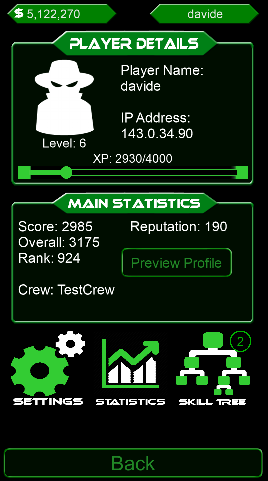 $ 5,122,270
davide
PLAYER DETAILS
Player Name:
davide
IP Address:
143.0.34.90
Level: 6
XP: 2930/4000
MAIN STATISTICS
Score: 2985
Reputation: 190
Overall: 3175
Rank: 924
Preview Profile
Crew: TestCrew
2
SETTINGS
STATISTICS
SKILL TREE
Back